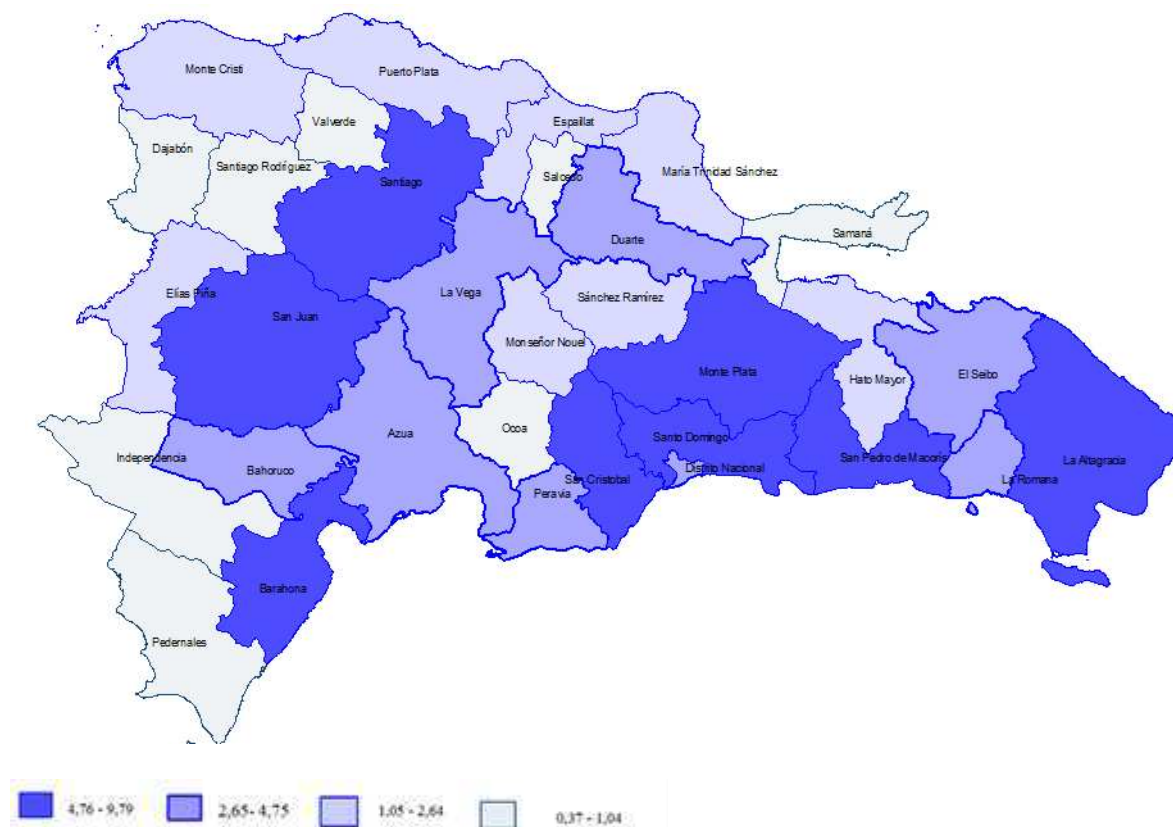 Monte Cristi
Puerto Plata
Valverde
Espaillat
Dajabón
Santiago Rodríguez
Santiago
Salcedo
María Trinidad Sánchez
Samaná
Duarte
Elías Piña
La Vega
Sánchez Ramírez
San Juan
Monseñor Nouel
Monte Plata
El Seibo
Hato Mayor
Azua
Ocoa
Santo Domingo
Independencia
Bahoruco
Distrito Nacional
San Pedro de Macorís
La Altagracia
San Cristobal
La Romana
Peravia
Barahona
Pedernales
4,76 - 9,79
2,65- 4,75
1,05 - 2,64
0,37 - 1,04